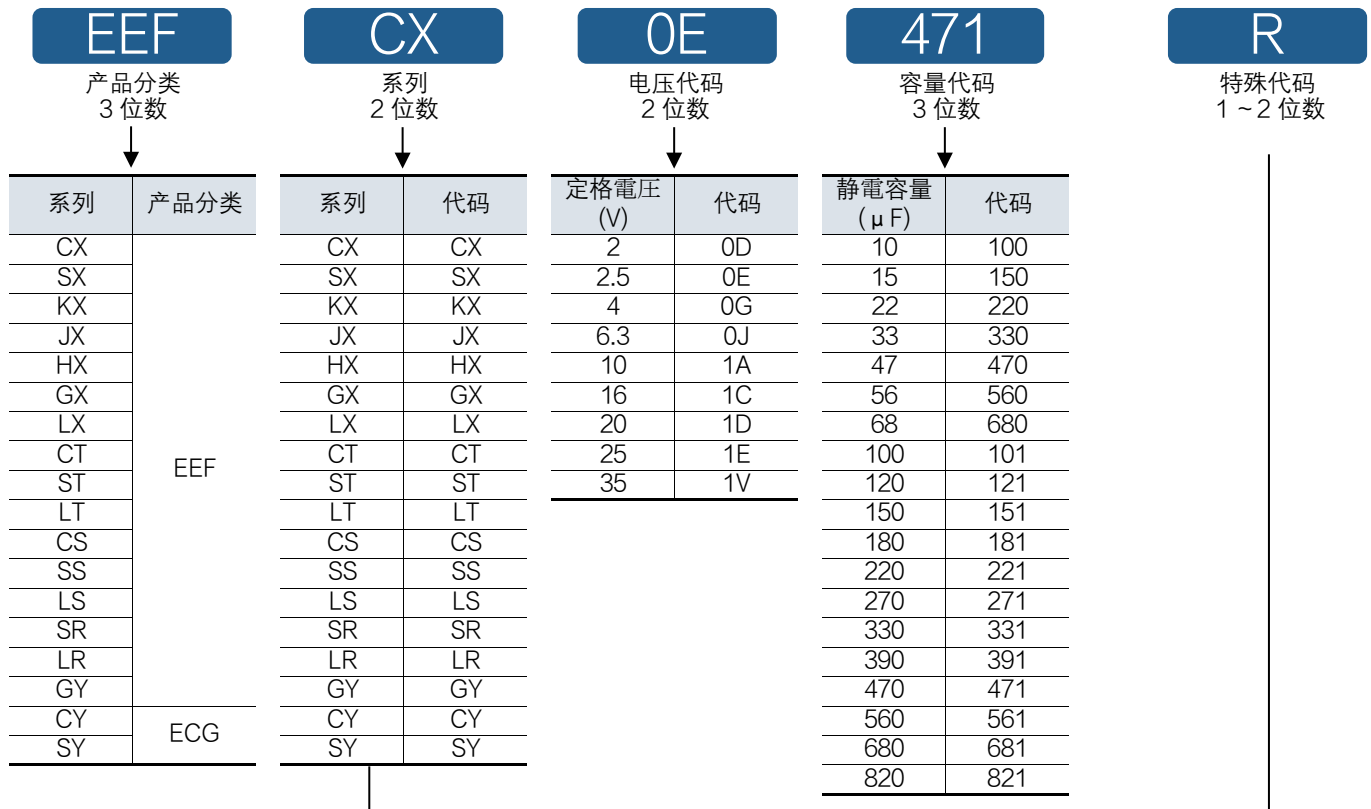 EEF CX 0E 471 R
产品分类 系列 电压代码 容量代码 特殊代码
3 位数 2 位数 2 位数 3 位数 1 ~2 位数
系列 产品分类
CX EEF
SX
KX
JX
HX
GX
LX
CT
ST
LT
CS
SS
LS
SR
LR
GY
CY ECG
SY
系列 代码
CX CX
SX SX
KX KX
JX JX
HX HX
GX GX
LX LX
CT CT
ST ST
LT LT
CS CS
SS SS
LS LS
SR SR
LR LR
GY GY
CY CY
SY SY
定格電圧 代码
(V)
2 0D
2.5 0E
4 0G
6.3 0J
10 1A
16 1C
20 1D
25 1E
35 1V
静電容量 代码
( μ F)
10 100
15 150
22 220
33 330
47 470
56 560
68 680
100 101
120 121
150 151
180 181
220 221
270 271
330 331
390 391
470 471
560 561
680 681
820 821